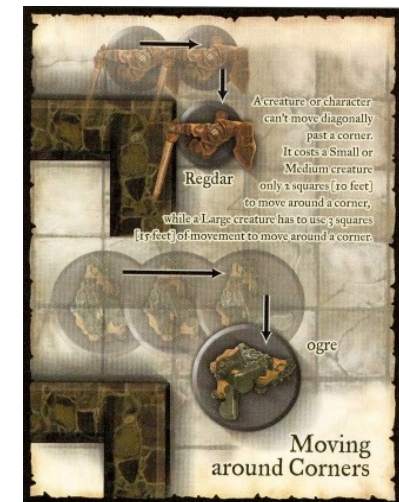 A creature or character
can't move diagonally
past a corner.
It costs a Small or
Medium creature
only 2 squares [10 feet]
to move around a corner,
while a Large creature has to use 3 squares
[15 feet] of movement to move around a corner.
Regdar
ogre
Moving
around Corners